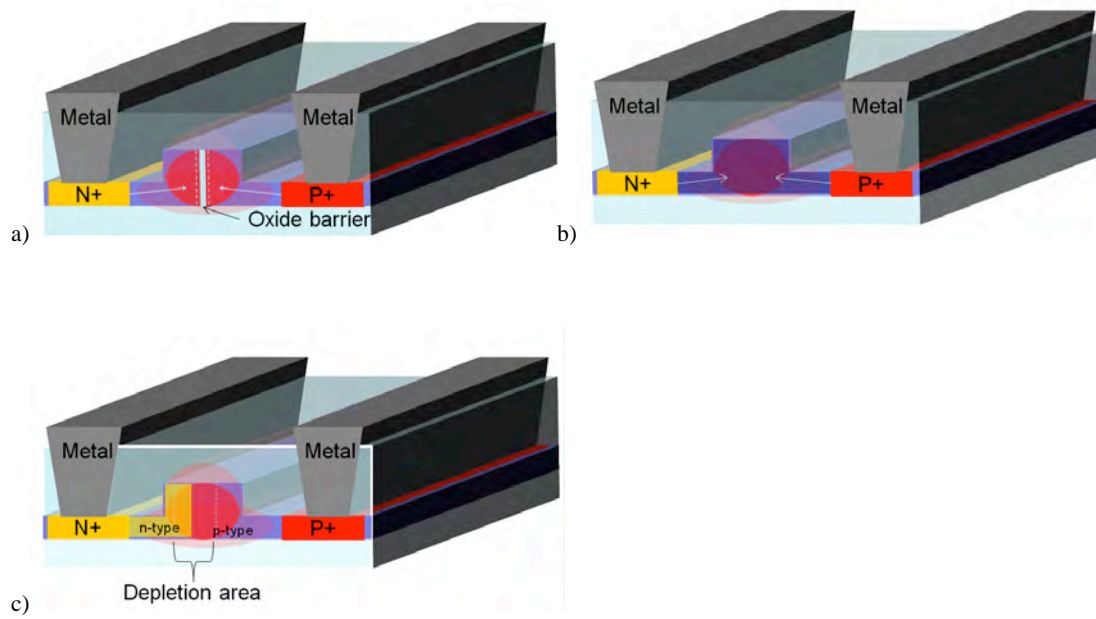 Metal Metal
N+ P+
Oxide barrier
a)
Metal Metal
N+ P+
b)
Metal Metal
N+ n-type p-type P+
Depletion area
c)